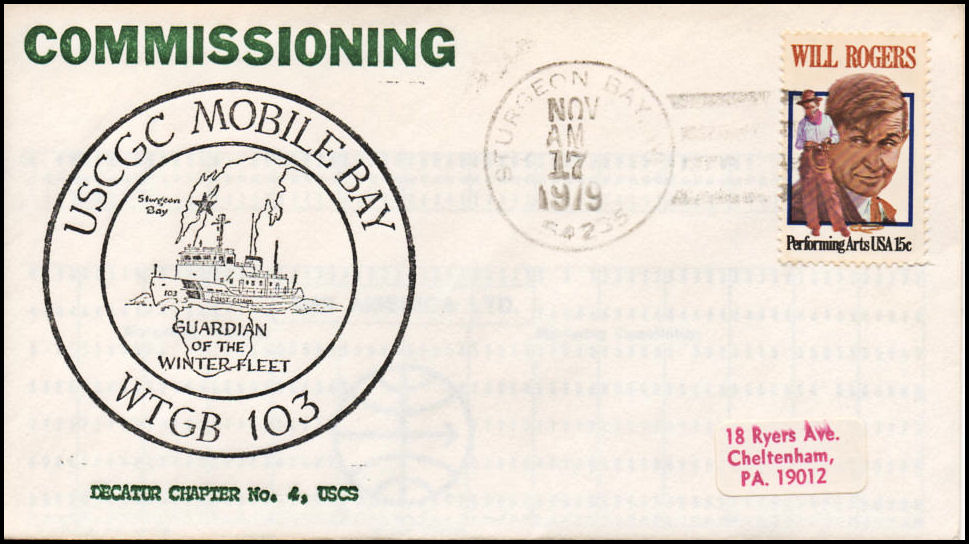 COMMISSIONING
USCGC MOBILE BAY
Sturgeon
Bay
103
COAST GUARD
GUARDIAN
OF THE
WINTER FLEET
WTGB 103
DECATUR CHAPTER No. 4, USCS
STURGEON BAY
NOV
AM
17
1979
54235
WILL ROGERS
Performing Arts USA 15c
AMERICA LTD.
18 Ryers Ave.
Cheltenham,
PA. 19012